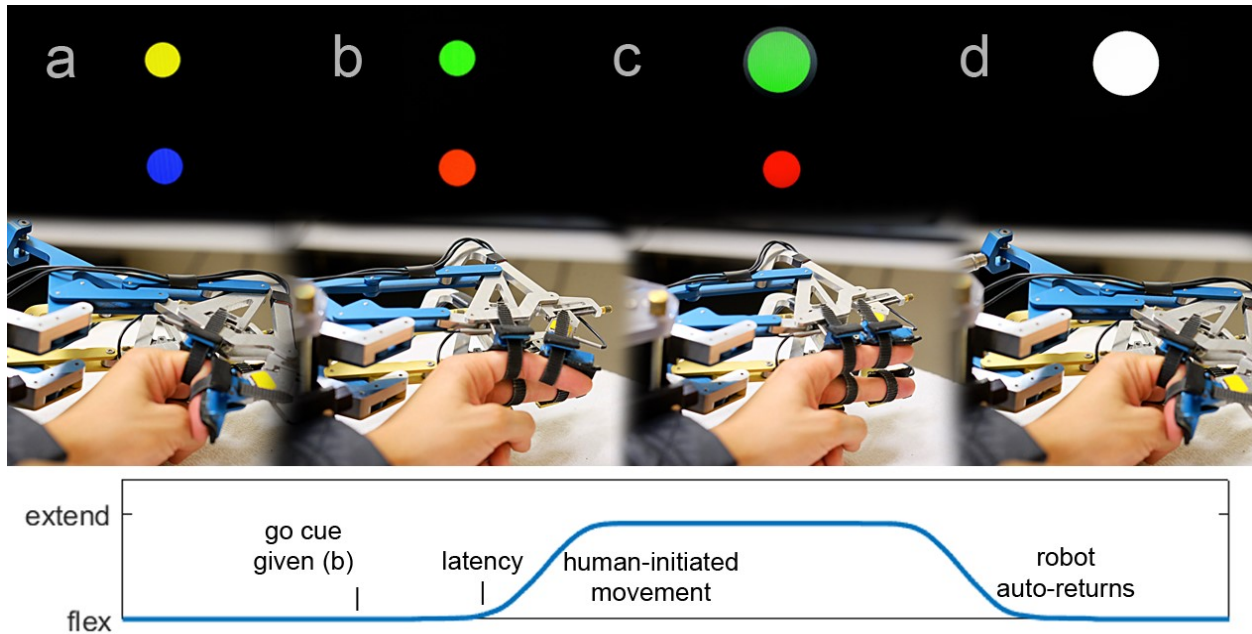 a
b
c
d
extend
go cue
given (b)
latency
human-initiated
movement
robot
auto-returns
flex